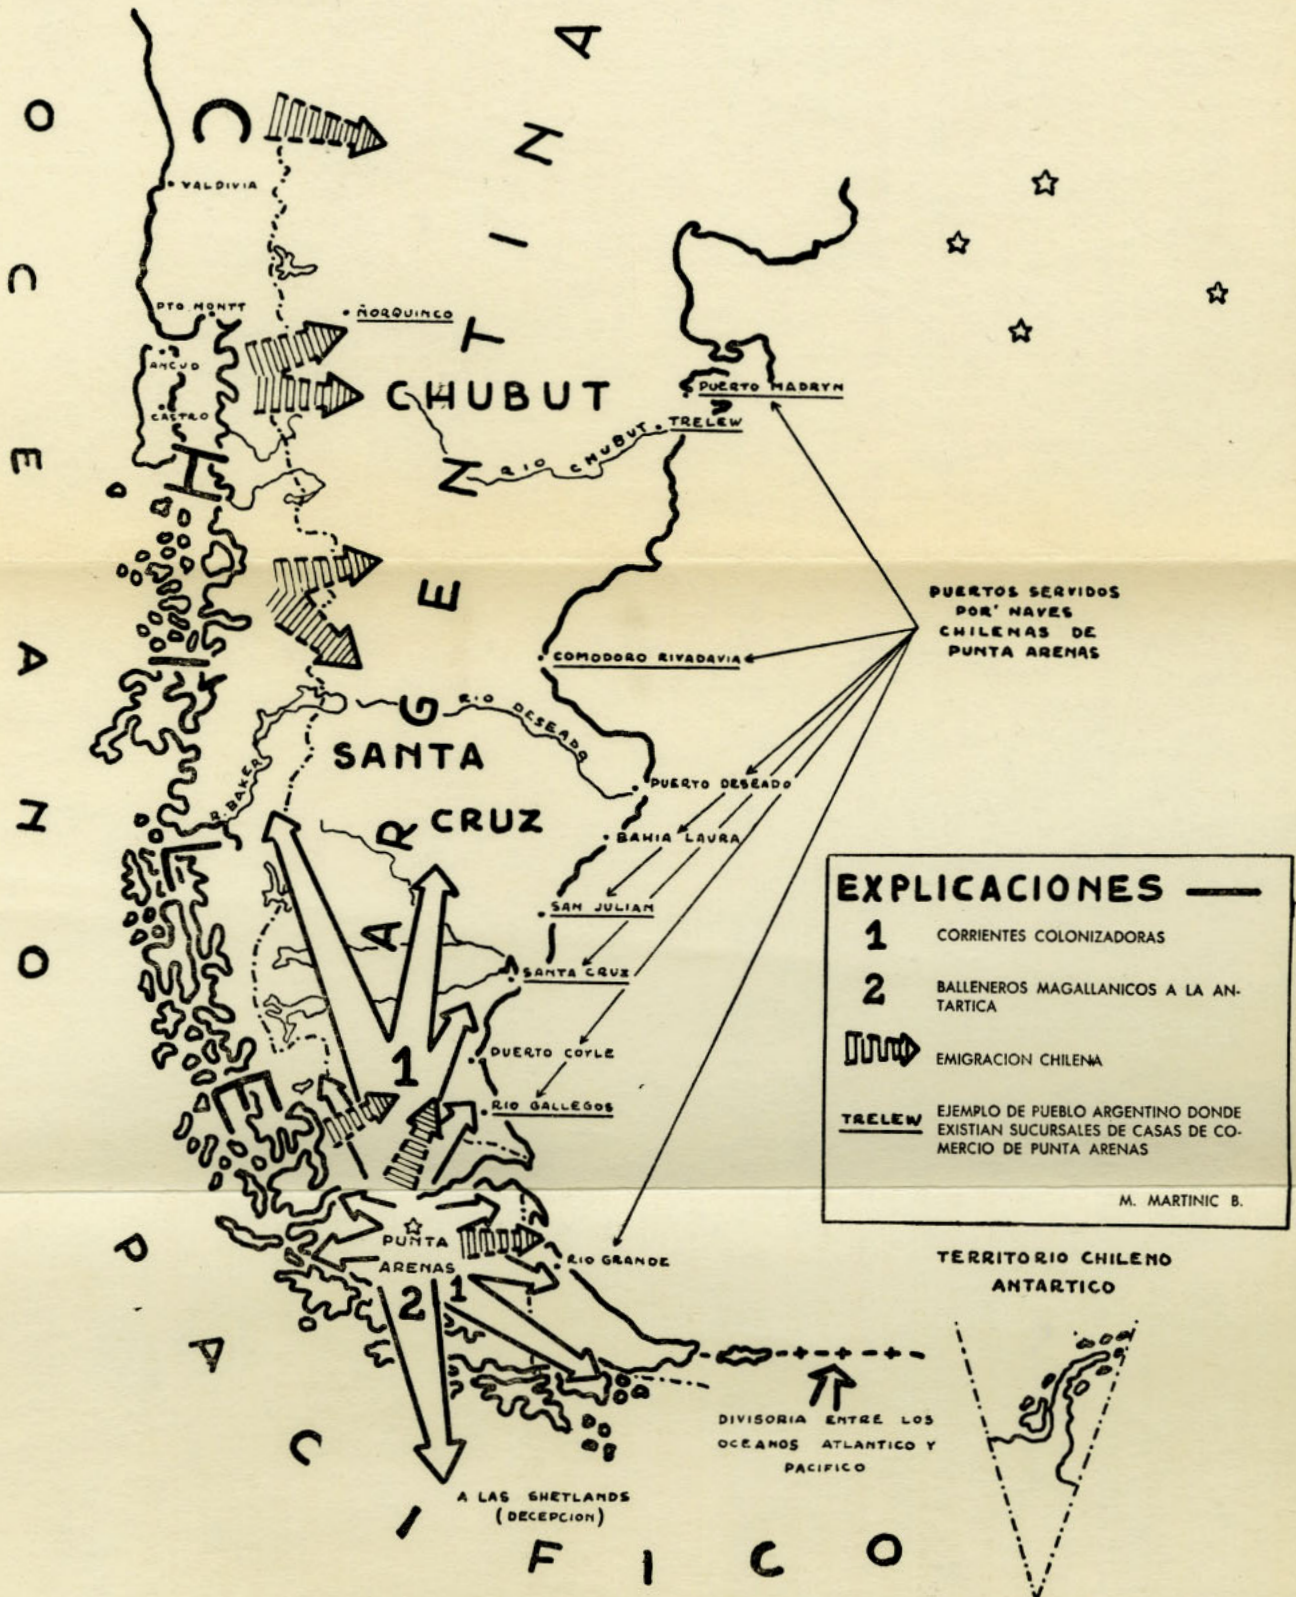 OCEANO PACIFICO
CHILE
ARGENTINA
VALDIVIA
PTO. MONTT
ÑORQUINCO
ANCUD
CASTRO
CHUBUT
PUERTO MADRYN
TRELEW
RIO CHUBUT
PUERTOS SERVIDOS
POR' NAVES
CHILENAS DE
PUNTA ARENAS
COMODORO RIVADAVIA
RIO DESEADO
SANTA
CRUZ
R. BAKER
PUERTO DESEADO
BAHIA LAURA
SAN JULIAN
SANTA CRUZ
1
PUERTO COYLE
RIO GALLEGOS
PUNTA
ARENAS
RIO GRANDE
2
1
EXPLICACIONES
1 CORRIENTES COLONIZADORAS
2 BALLENEROS MAGALLANICOS A LA AN-
TARTICA
EMIGRACION CHILENA
TRELEW EJEMPLO DE PUEBLO ARGENTINO DONDE
EXISTIAN SUCURSALES DE CASAS DE CO-
MERCIO DE PUNTA ARENAS
M. MARTINIC B.
TERRITORIO CHILENO
ANTARTICO
DIVISORIA ENTRE LOS
OCEANOS ATLANTICO Y
PACIFICO
A LAS SHETLANDS
(DECEPCION)